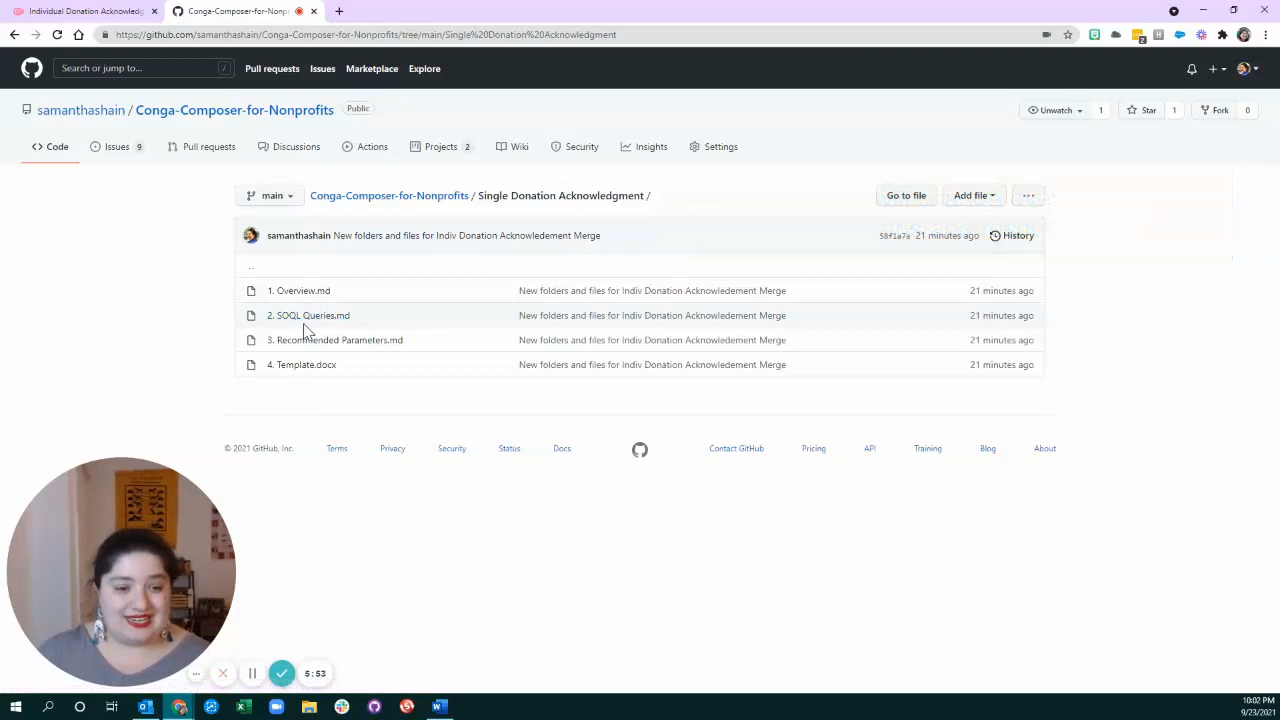 Individual Donation Acknowledg
Conga-Composer-for-Nonpr
https://github.com/samanthashain/Conga-Composer-for-Nonprofits/tree/main/Single%20Donation%20Acknowledgment
2
Search or jump to...
/
Pull requests
Issues
Marketplace
Explore
samanthashain / Conga-Composer-for-Nonprofits
Public
Unwatch
1
Star
1
Fork
0
Code
Issues 9
Pull requests
Discussions
Actions
Projects 2
Wiki
Security
Insights
Settings
main
Conga-Composer-for-Nonprofits / Single Donation Acknowledgment /
Go to file
Add file
...
samanthashain New folders and files for Indiv Donation Acknowledement Merge
58f1a7a 21 minutes ago
History
..
1. Overview.md New folders and files for Indiv Donation Acknowledement Merge 21 minutes ago
2. SOQL Queries.md New folders and files for Indiv Donation Acknowledement Merge 21 minutes ago
3. Recommended Parameters.md New folders and files for Indiv Donation Acknowledement Merge 21 minutes ago
4. Template.docx New folders and files for Indiv Donation Acknowledement Merge 21 minutes ago
© 2021 GitHub, Inc.
Terms
Privacy
Security
Status
Docs
Contact GitHub
Pricing
API
Training
Blog
About
5:53
10:02 PM
9/23/2021